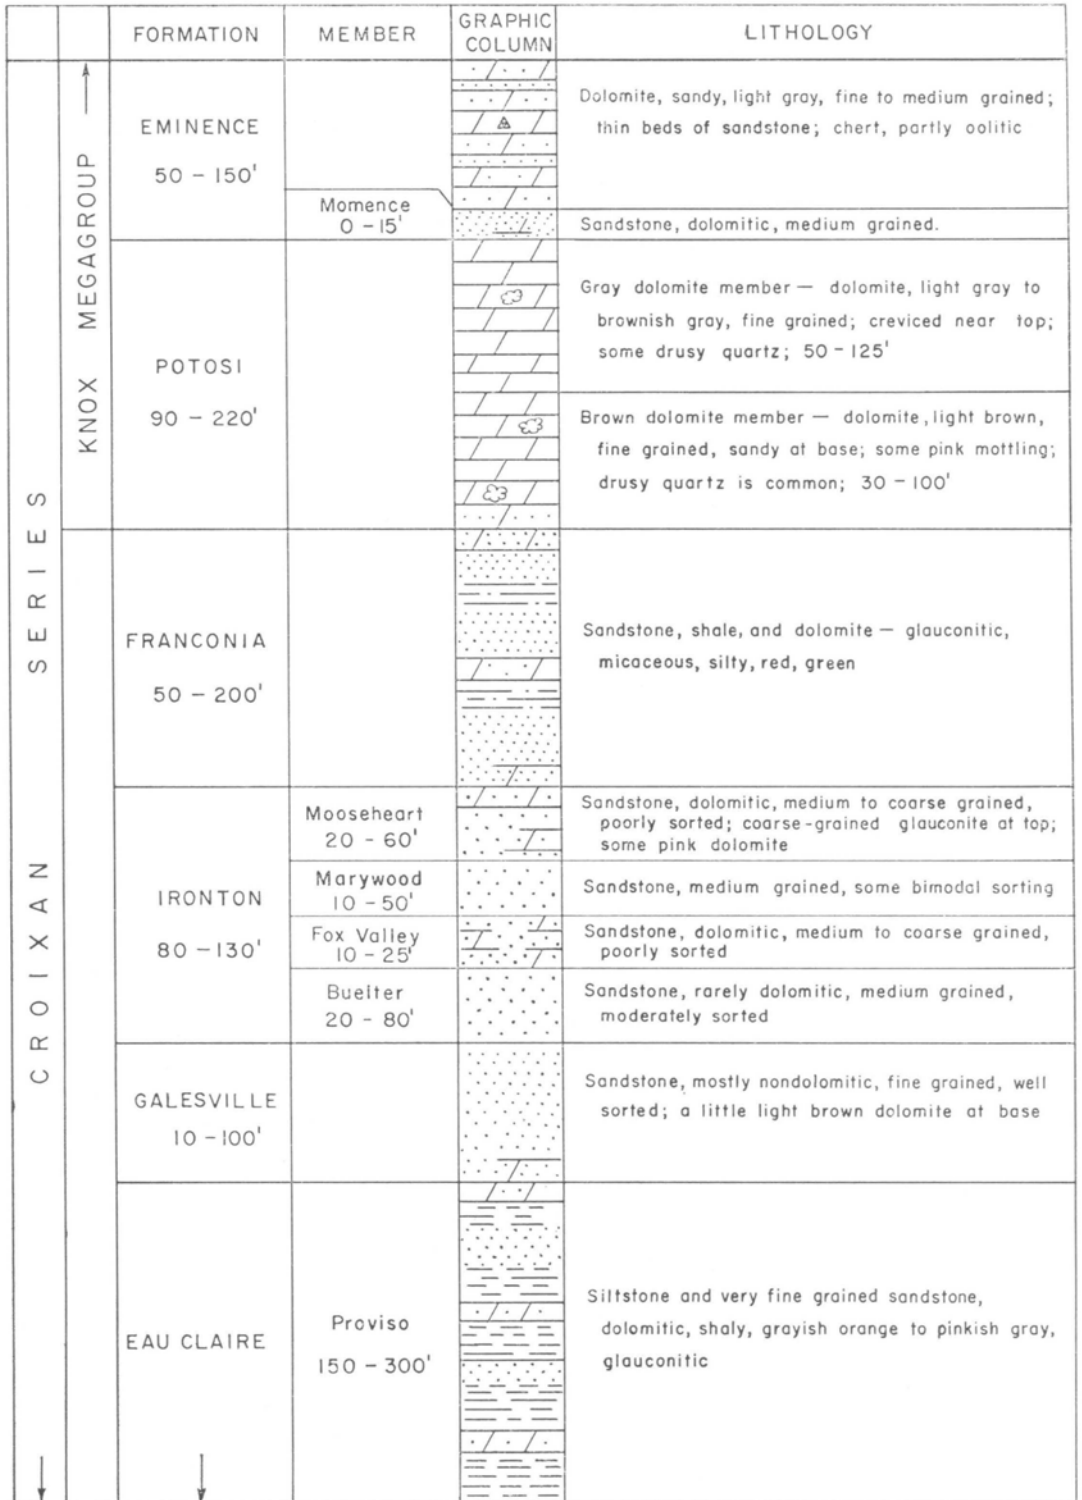 FORMATION
MEMBER
GRAPHIC
COLUMN
LITHOLOGY
CROIXAN SERIES
KNOX MEGAGROUP
EMINENCE
50 - 150'
Dolomite, sandy, light gray, fine to medium grained;
thin beds of sandstone; chert, partly oolitic
Momence
0 - 15'
Sandstone, dolomitic, medium grained.
POTOSI
90 - 220'
Gray dolomite member — dolomite, light gray to
brownish gray, fine grained; creviced near top;
some drusy quartz; 50 - 125'
Brown dolomite member — dolomite, light brown,
fine grained, sandy at base; some pink mottling;
drusy quartz is common; 30 - 100'
FRANCONIA
50 - 200'
Sandstone, shale, and dolomite — glauconitic,
micaceous, silty, red, green
IRONTON
80 - 130'
Mooseheart
20 - 60'
Sandstone, dolomitic, medium to coarse grained,
poorly sorted; coarse-grained glauconite at top;
some pink dolomite
Marywood
10 - 50'
Sandstone, medium grained, some bimodal sorting
Fox Valley
10 - 25'
Sandstone, dolomitic, medium to coarse grained,
poorly sorted
Buelter
20 - 80'
Sandstone, rarely dolomitic, medium grained,
moderately sorted
GALESVILLE
10 - 100'
Sandstone, mostly nondolomitic, fine grained, well
sorted; a little light brown dolomite at base
EAU CLAIRE
Proviso
150 - 300'
Siltstone and very fine grained sandstone,
dolomitic, shaly, grayish orange to pinkish gray,
glauconitic